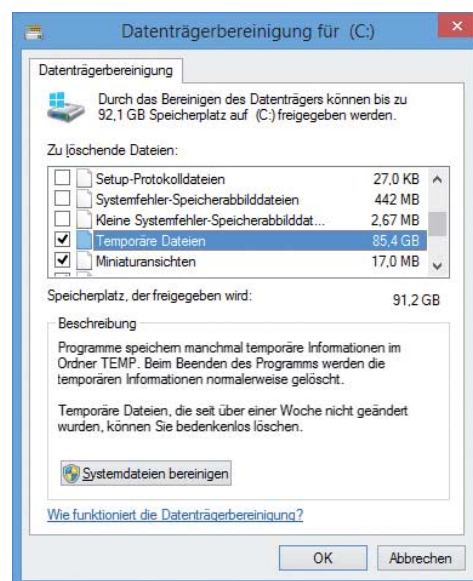 Datenträgerbereinigung für (C:)
Datenträgerbereinigung
Durch das Bereinigen des Datenträgers können bis zu
92,1 GB Speicherplatz auf (C:) freigegeben werden.
Zu löschende Dateien:
Setup-Protokolldateien 27,0 KB
Systemfehler-Speicherabbilddateien 442 MB
Kleine Systemfehler-Speicherabbilddat... 2,67 MB
Temporäre Dateien 85,4 GB
Miniaturansichten 17,0 MB
Speicherplatz, der freigegeben wird: 91,2 GB
Beschreibung
Programme speichern manchmal temporäre Informationen im
Ordner TEMP. Beim Beenden des Programms werden die
temporären Informationen normalerweise gelöscht.
Temporäre Dateien, die seit über einer Woche nicht geändert
wurden, können Sie bedenkenlos löschen.
Systemdateien bereinigen
Wie funktioniert die Datenträgerbereinigung?
OK Abbrechen